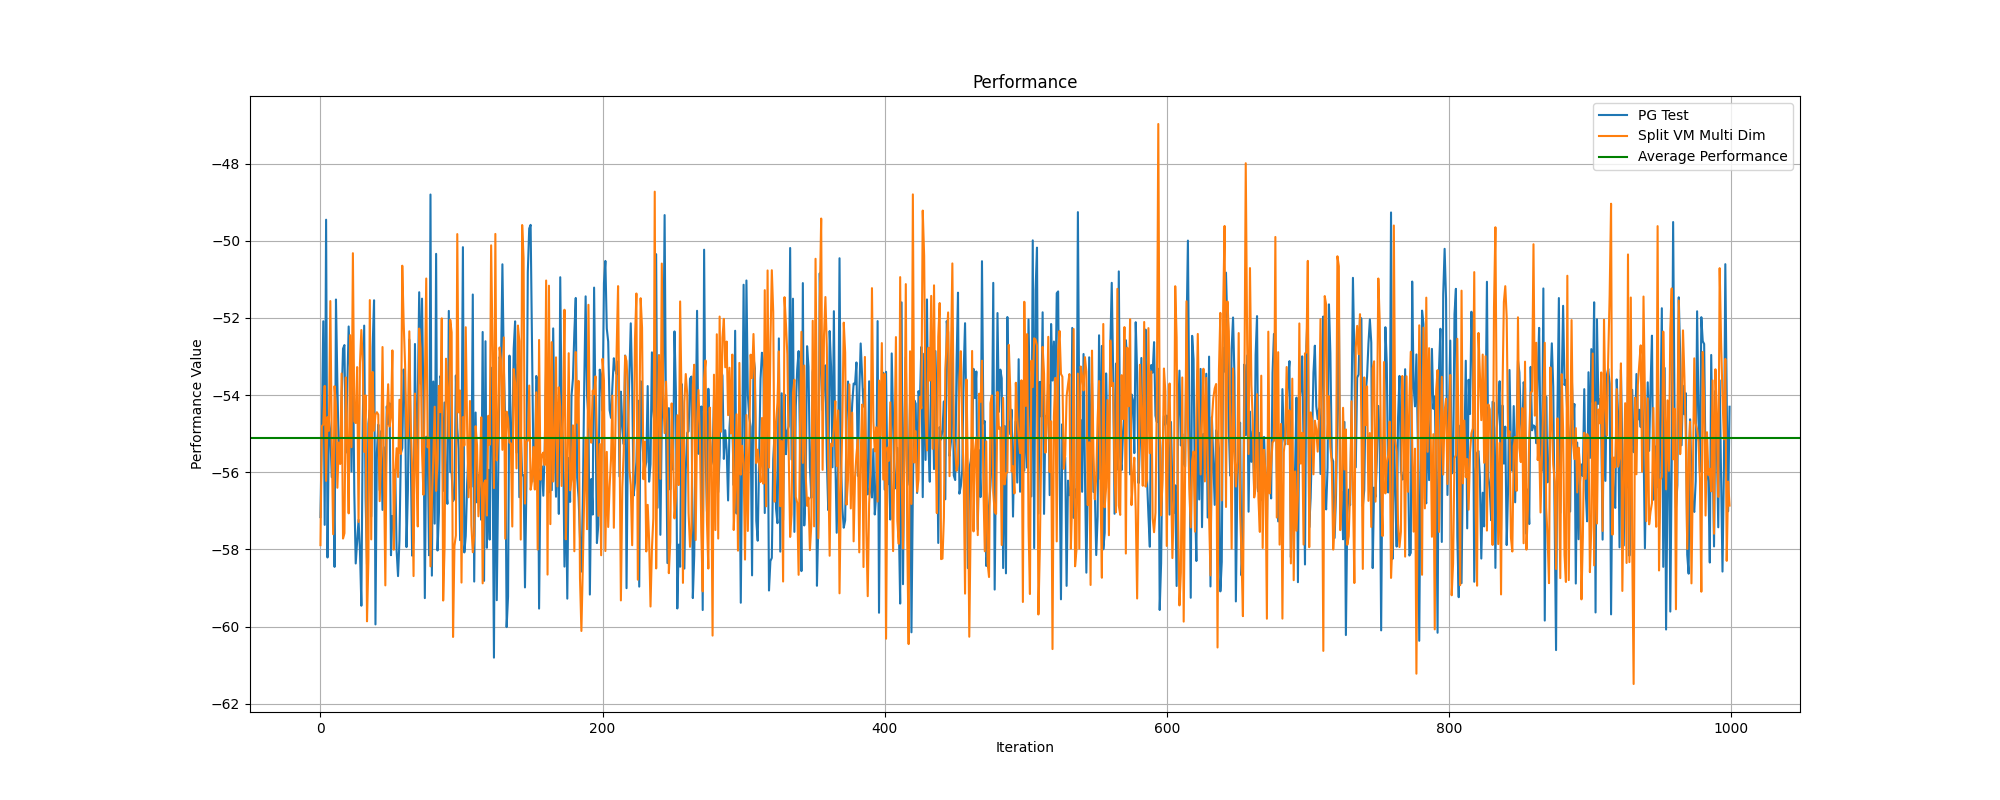 Performance
PG Test
Split VM Multi Dim
Average Performance
−48
−50
−52
−54
−56
−58
−60
−62
Performance Value
0 200 400 600 800 1000
Iteration